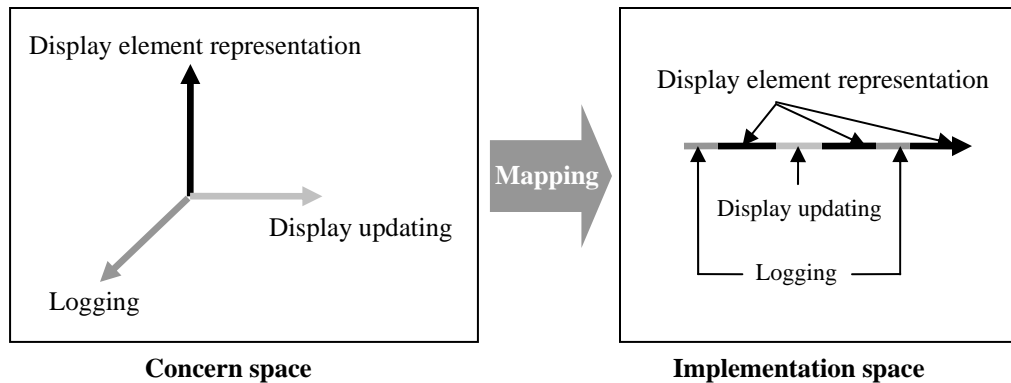 Display element representation
Display updating
Logging
Concern space
Mapping
Display element representation
Display updating
Logging
Implementation space